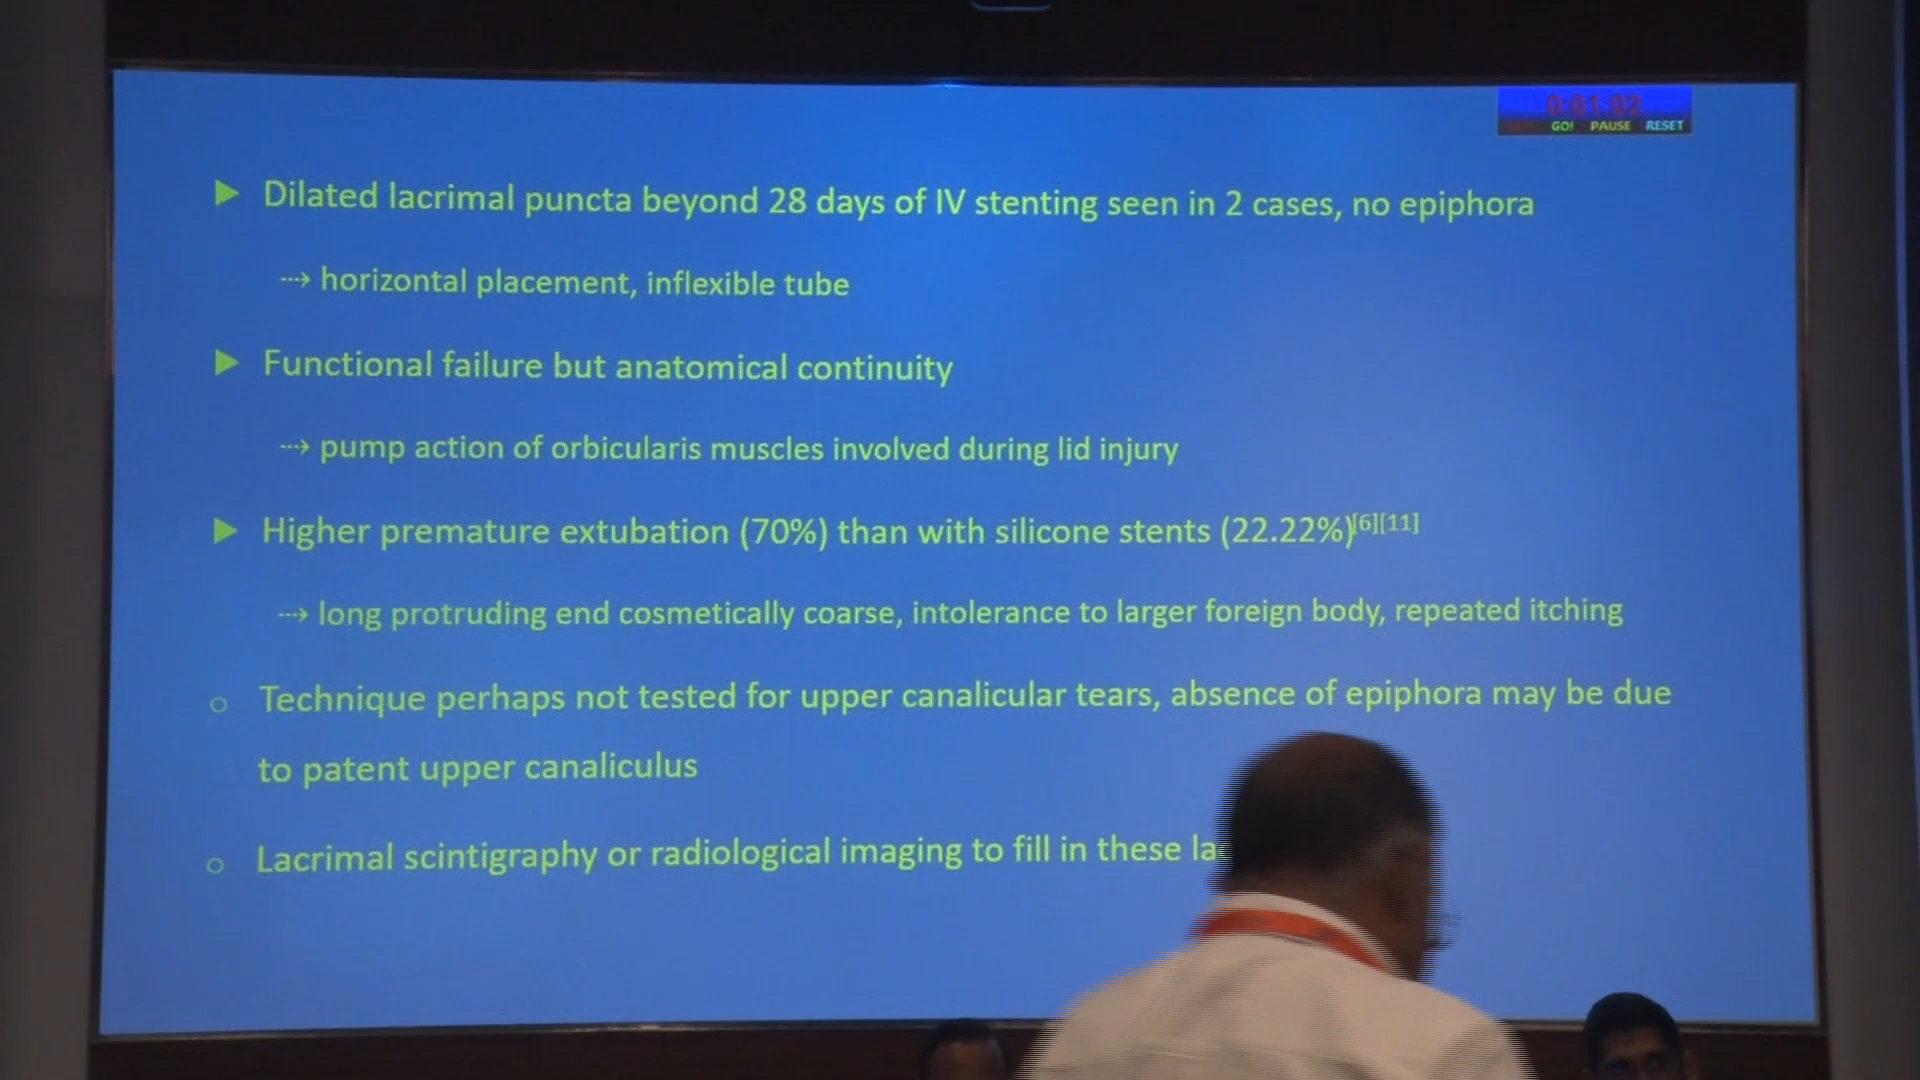 0:01:02
GO! PAUSE RESET
▶ Dilated lacrimal puncta beyond 28 days of IV stenting seen in 2 cases, no epiphora
⤏ horizontal placement, inflexible tube
▶ Functional failure but anatomical continuity
⤏ pump action of orbicularis muscles involved during lid injury
▶ Higher premature extubation (70%) than with silicone stents (22.22%)[6][11]
⤏ long protruding end cosmetically coarse, intolerance to larger foreign body, repeated itching
○ Technique perhaps not tested for upper canalicular tears, absence of epiphora may be due
to patent upper canaliculus
○ Lacrimal scintigraphy or radiological imaging to fill in these